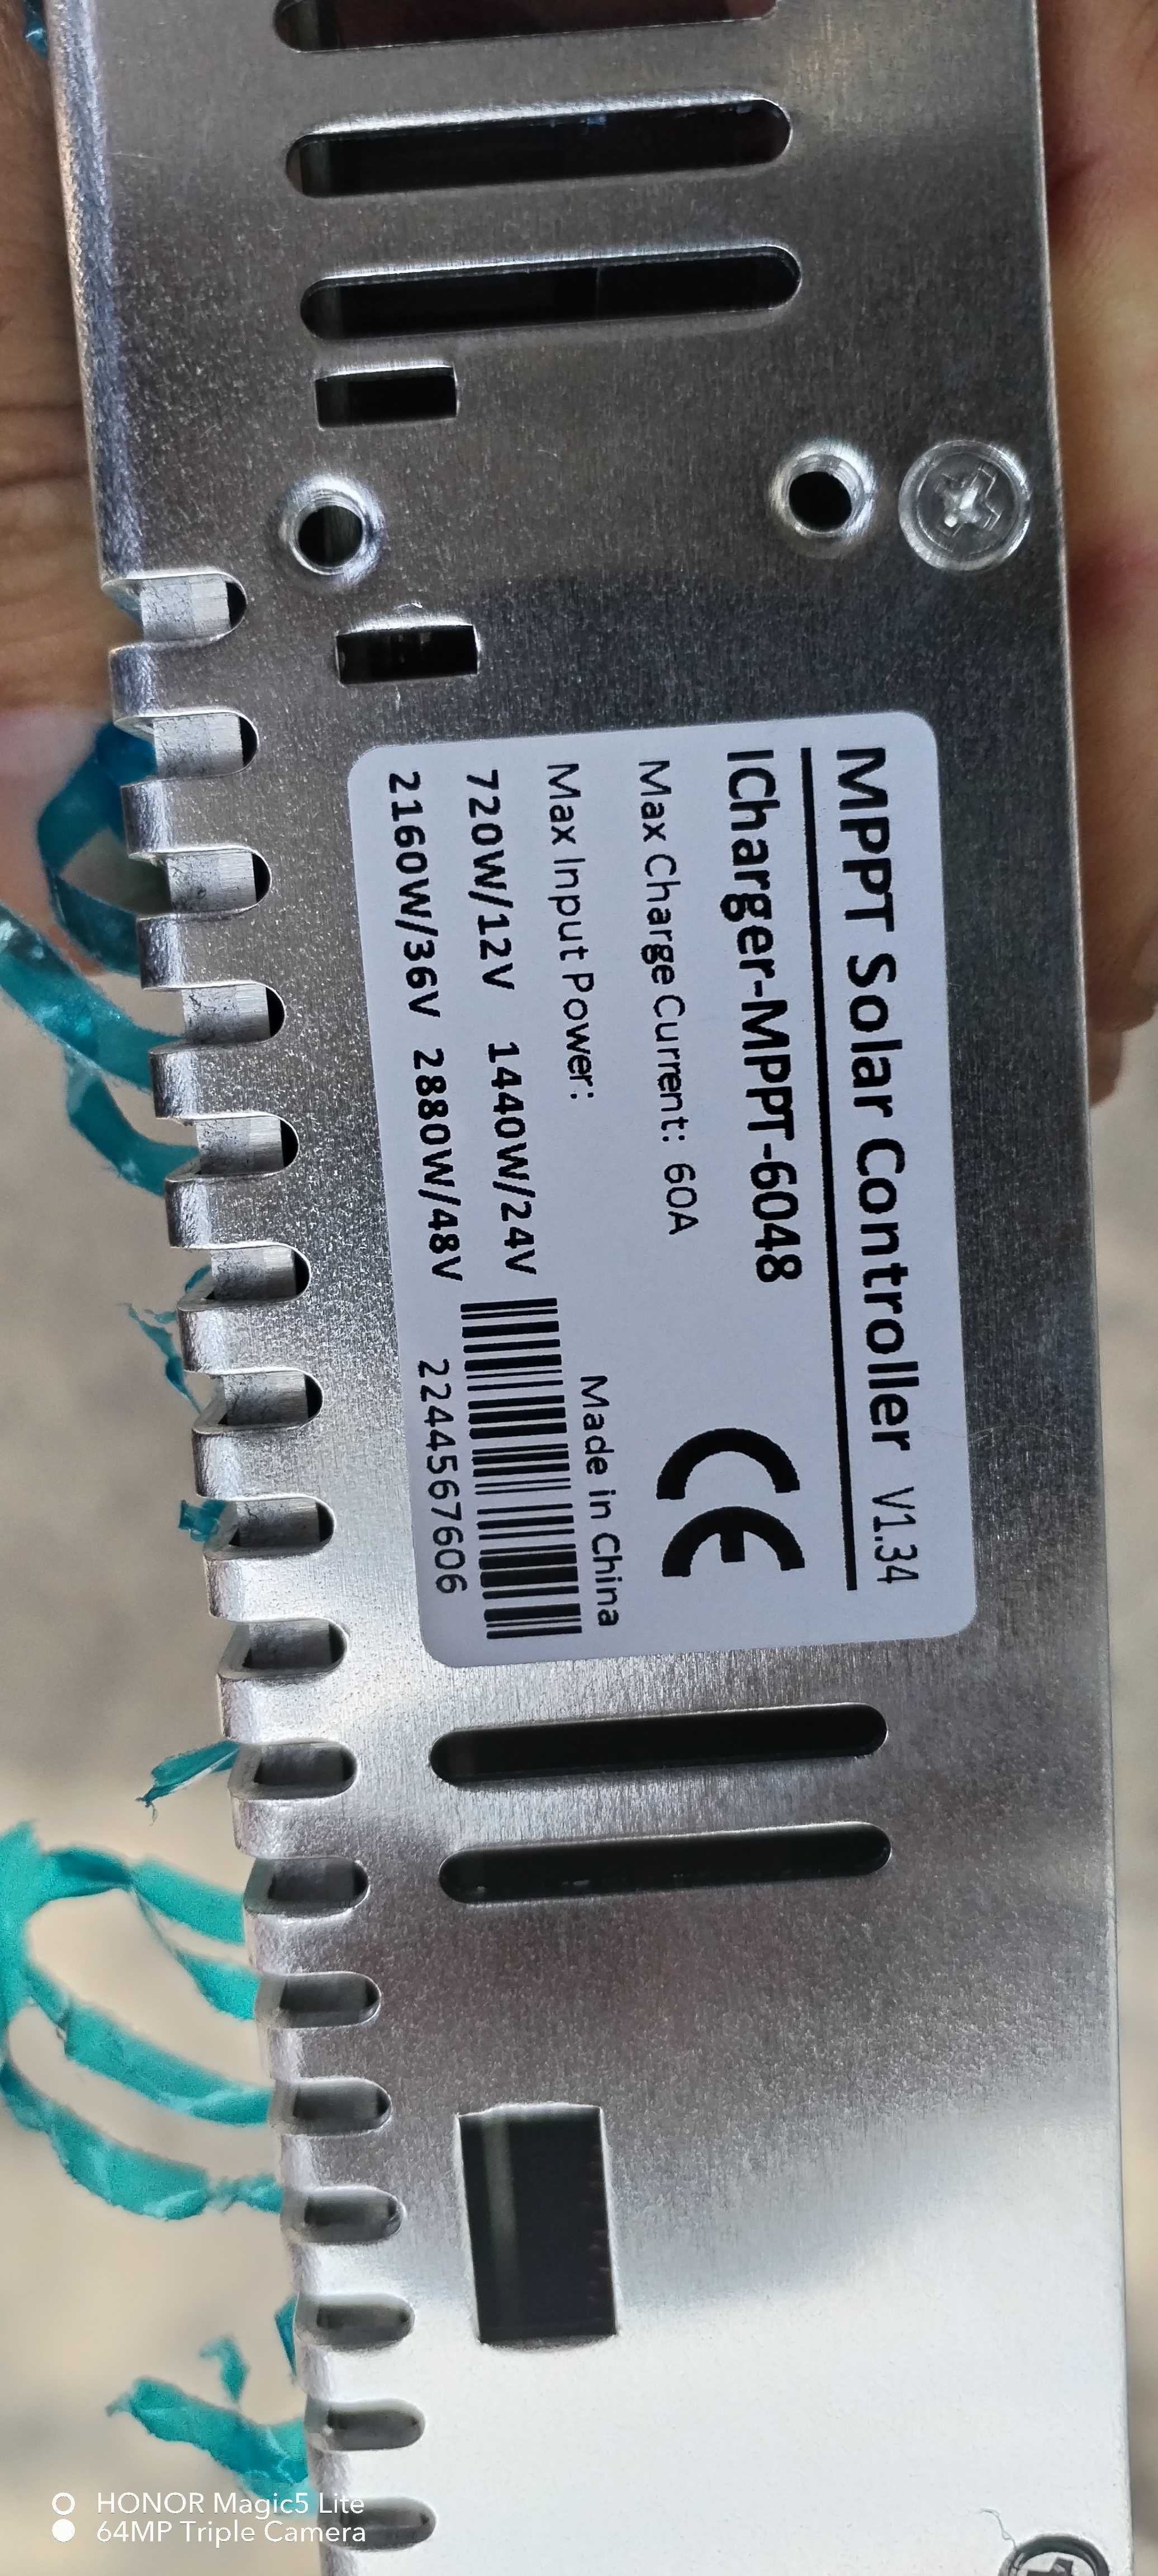 MPPT Solar Controller V1.34
ICharger-MPPT-6048
Max Charge Current: 60A
Max Input Power:
720W/12V 1440W/24V
2160W/36V 2880W/48V
CE
Made in China
2244567606
HONOR Magic5 Lite
64MP Triple Camera